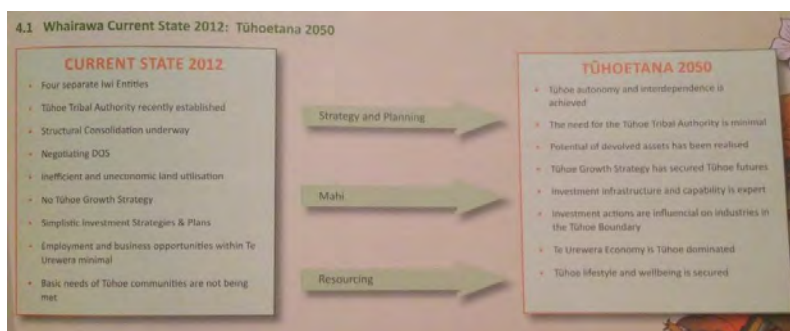 4.1 Whairawa Current State 2012: Tūhoetana 2050
CURRENT STATE 2012
• Four separate Iwi Entities
• Tūhoe Tribal Authority recently established
• Structural Consolidation underway
• Negotiating DOS
• Inefficient and uneconomic land utilisation
• No Tūhoe Growth Strategy
• Simplistic Investment Strategies & Plans
• Employment and business opportunities within Te
Urewera minimal
• Basic needs of Tūhoe communities are not being
met
Strategy and Planning
Mahi
Resourcing
TŪHOETANA 2050
• Tūhoe autonomy and interdependence is
achieved
• The need for the Tūhoe Tribal Authority is minimal
• Potential of devolved assets has been realised
• Tūhoe Growth Strategy has secured Tūhoe futures
• Investment infrastructure and capability is expert
• Investment actions are influencial on industries in
the Tūhoe Boundary
• Te Urewera Economy is Tūhoe dominated
• Tūhoe lifestyle and wellbeing is secured